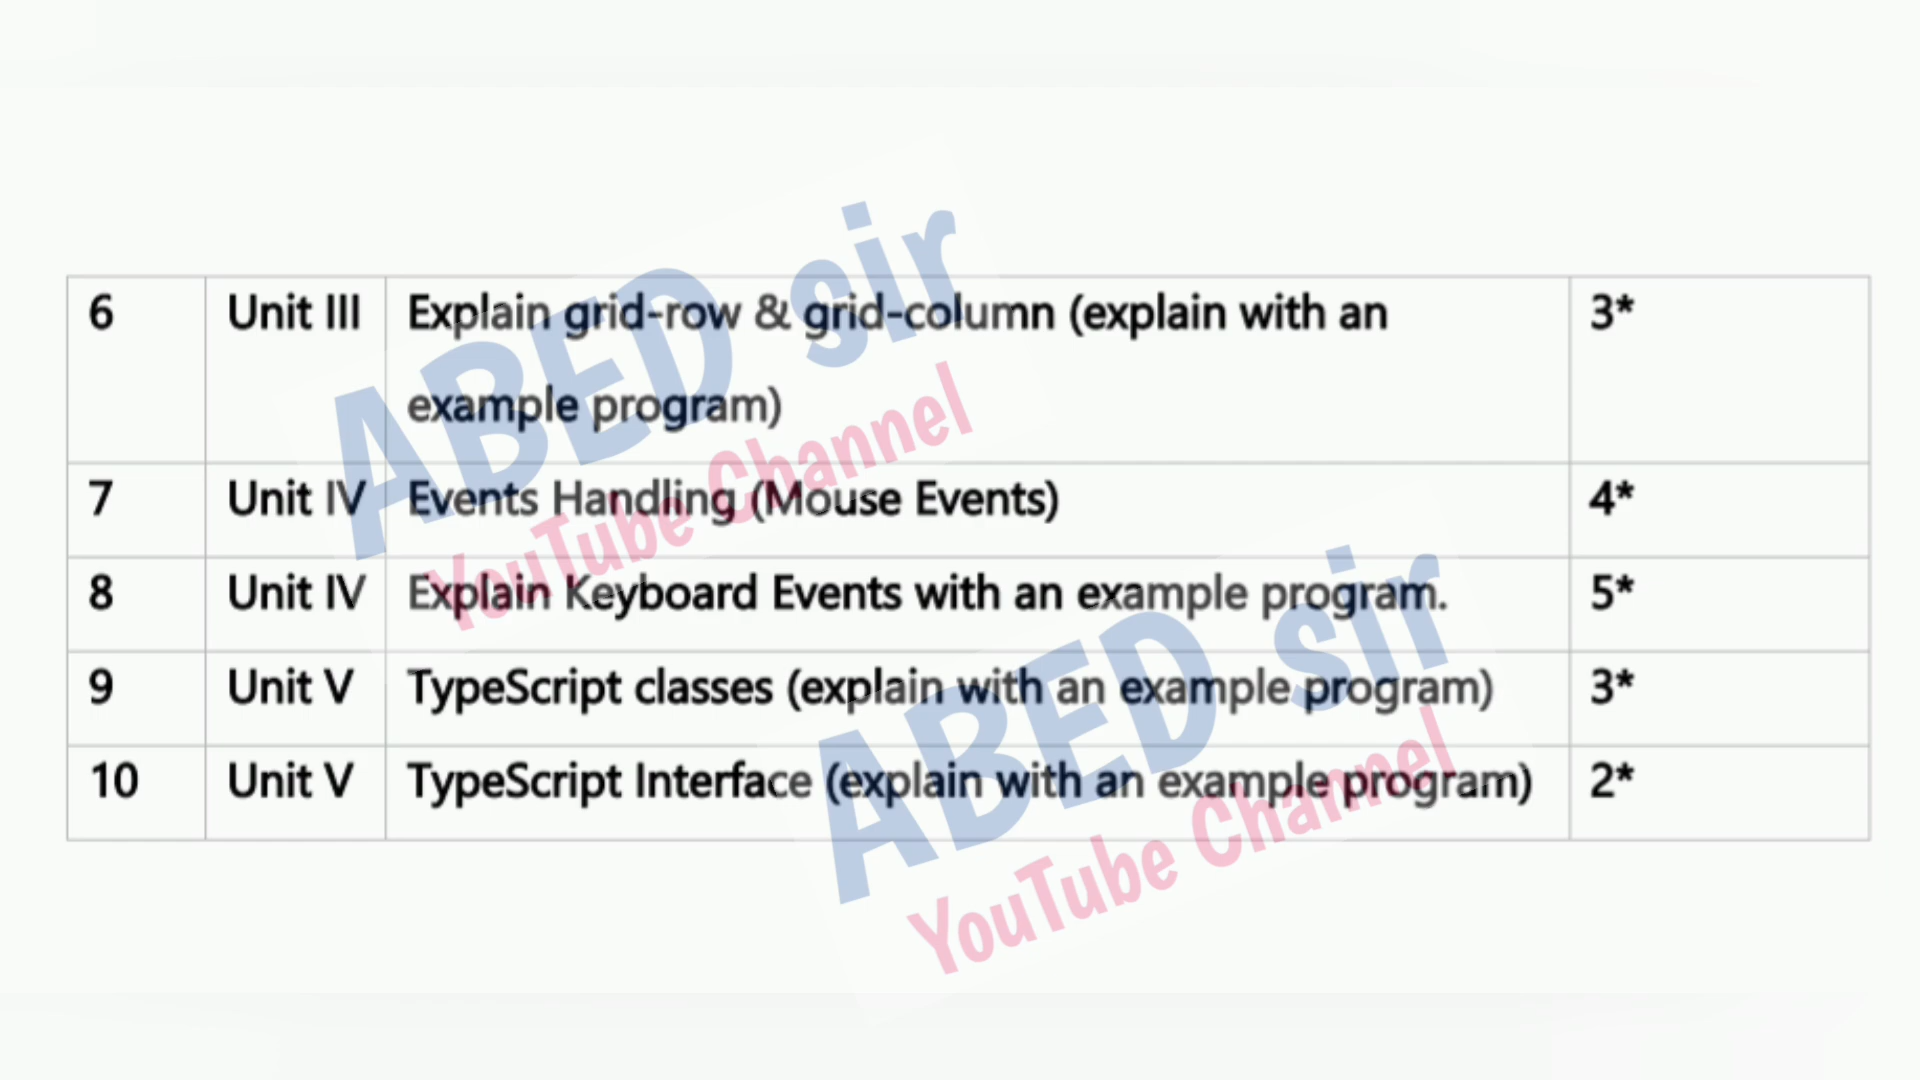 6 Unit III Explain grid-row & grid-column (explain with an 3*
example program)
7 Unit IV Events Handling (Mouse Events) 4*
8 Unit IV Explain Keyboard Events with an example program. 5*
9 Unit V TypeScript classes (explain with an example program) 3*
10 Unit V TypeScript Interface (explain with an example program) 2*
ABED sir
YouTube Channel
ABED sir
YouTube Channel